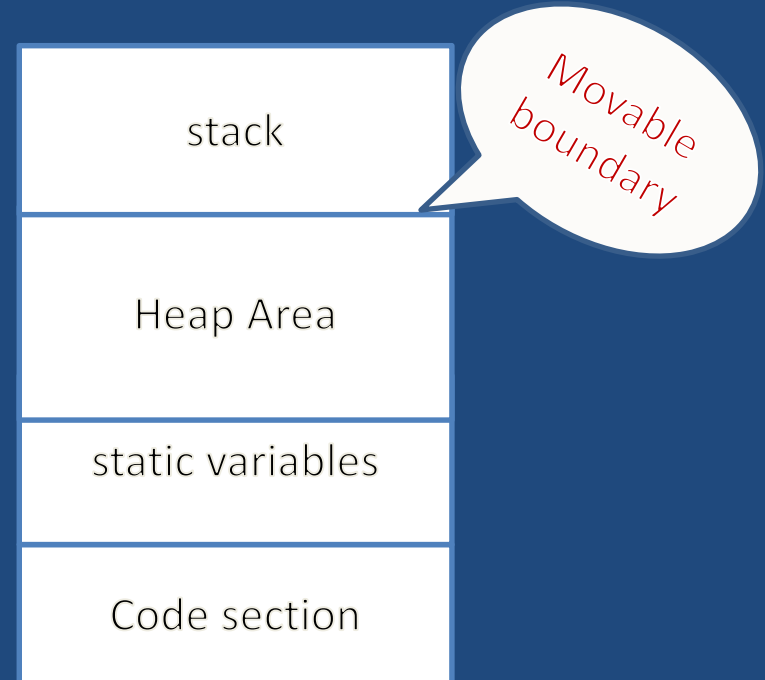 Movable
boundary
stack
Heap Area
static variables
Code section